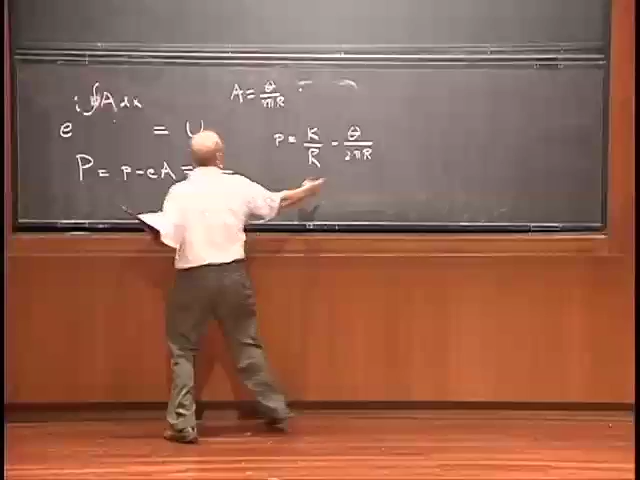 e^{i∮A dx} = U
A = θ/2πR
P = p-eA =
P = K/R - θ/2πR